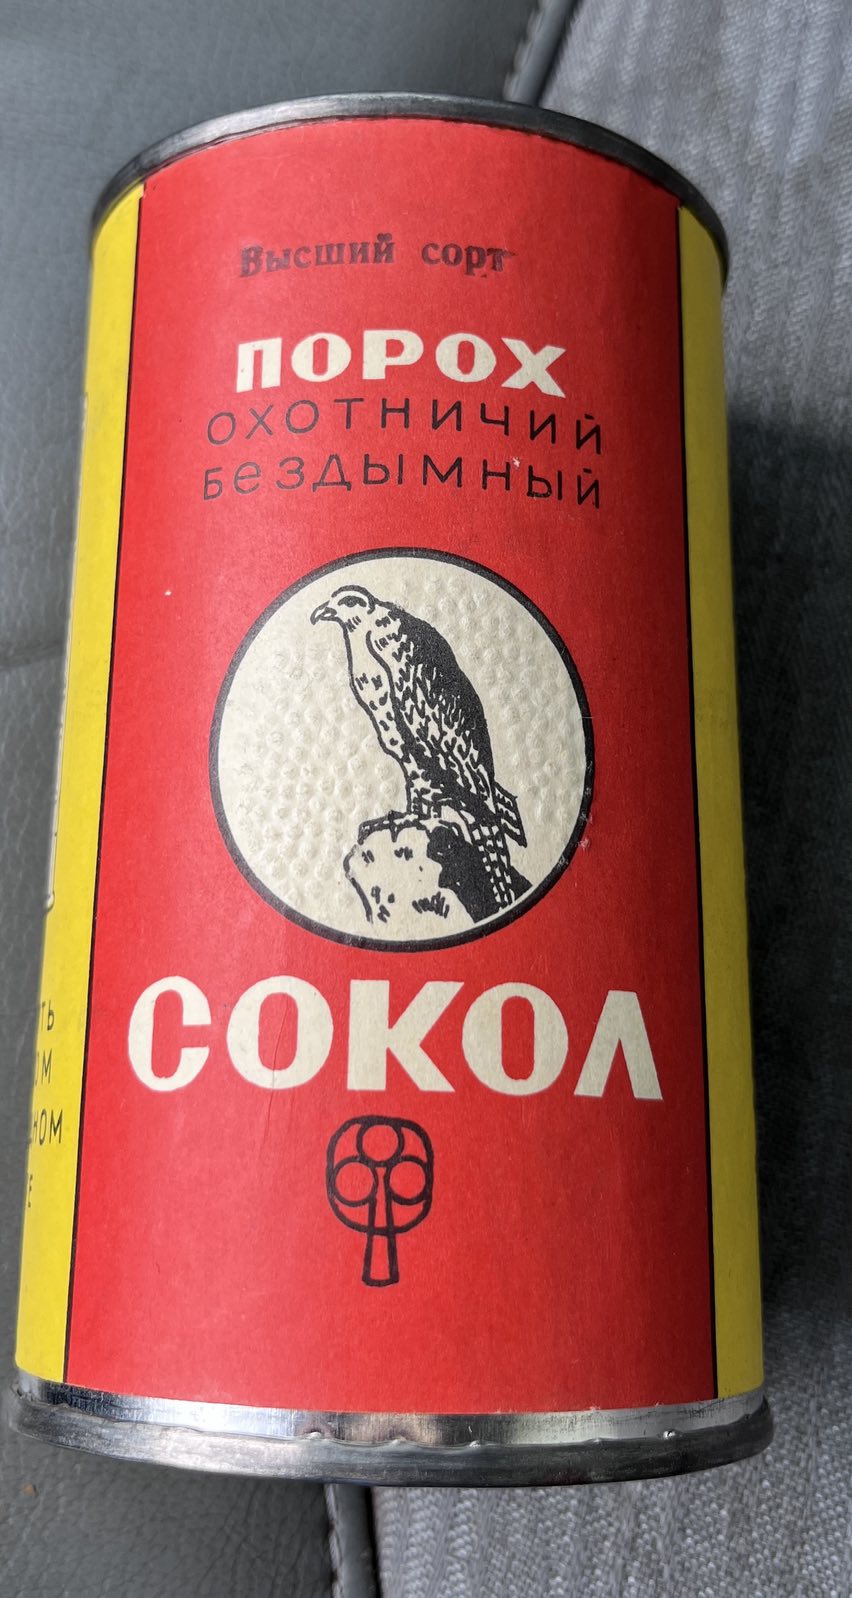 Высший сорт
ПОРОХ
ОХОТНИЧИЙ
БЕЗДЫМНЫЙ
СОКОЛ